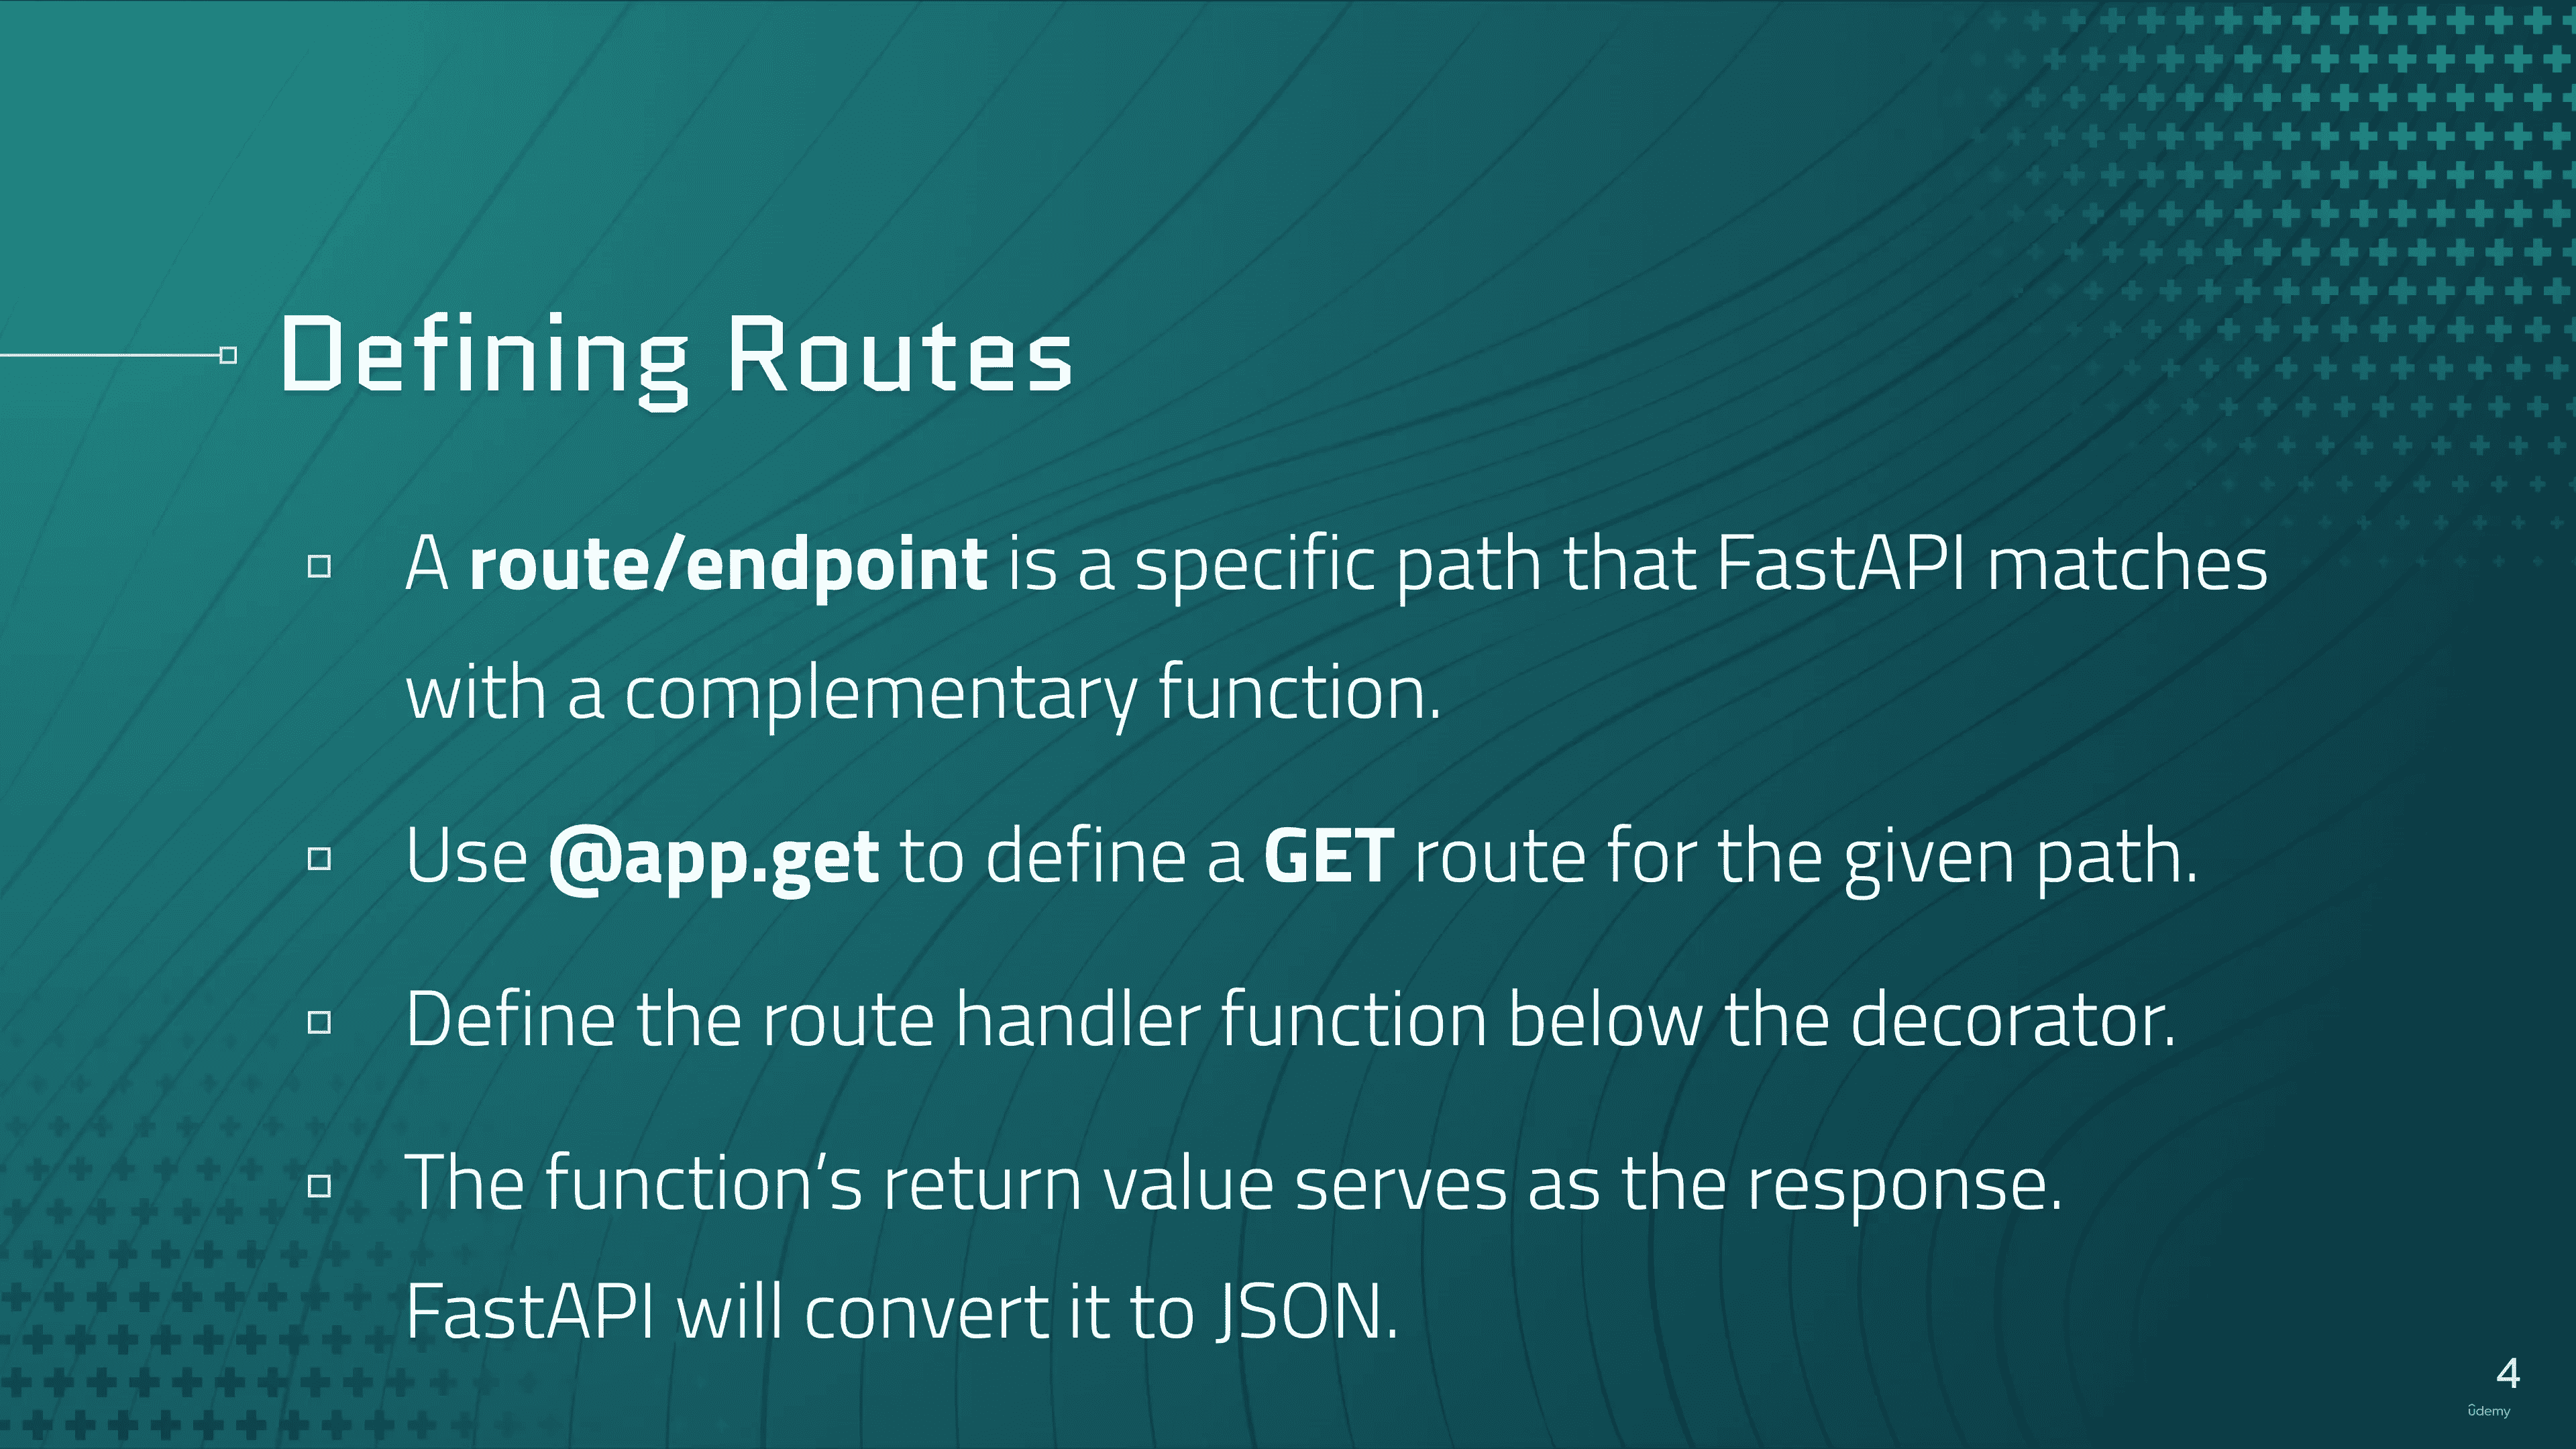 Defining Routes
A route/endpoint is a specific path that FastAPI matches
with a complementary function.
Use @app.get to define a GET route for the given path.
Define the route handler function below the decorator.
The function’s return value serves as the response.
FastAPI will convert it to JSON.
4
ûdemy